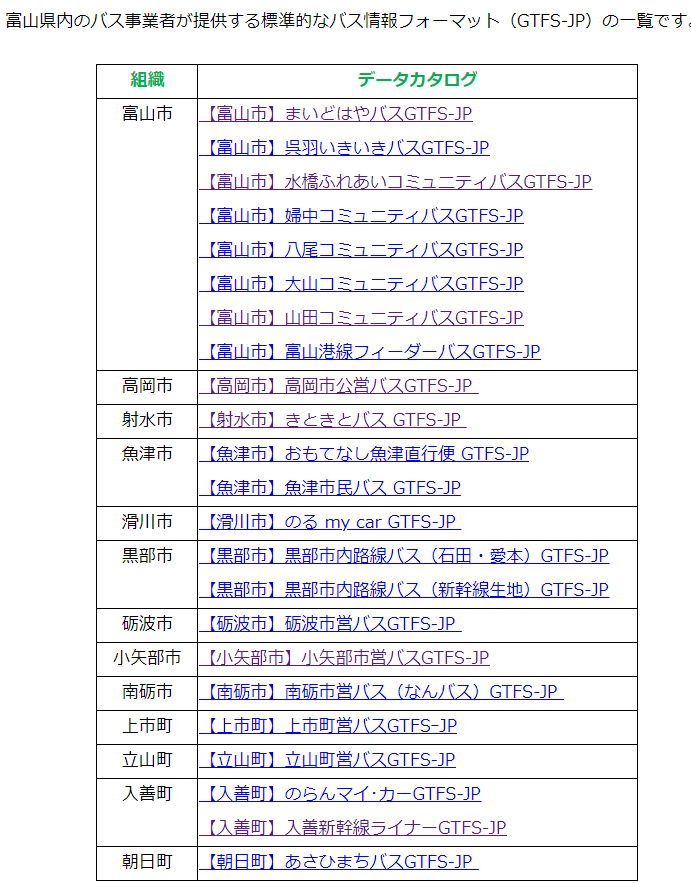 富山県内のバス事業者が提供する標準的なバス情報フォーマット（GTFS-JP）の一覧です。
組織 データカタログ
富山市 【富山市】まいどはやバスGTFS-JP
【富山市】呉羽いきいきバスGTFS-JP
【富山市】水橋ふれあいコミュニティバスGTFS-JP
【富山市】婦中コミュニティバスGTFS-JP
【富山市】八尾コミュニティバスGTFS-JP
【富山市】大山コミュニティバスGTFS-JP
【富山市】山田コミュニティバスGTFS-JP
【富山市】富山港線フィーダーバスGTFS-JP
高岡市 【高岡市】高岡市公営バスGTFS-JP
射水市 【射水市】きときとバス GTFS-JP
魚津市 【魚津市】おもてなし魚津直行便 GTFS-JP
【魚津市】魚津市民バス GTFS-JP
滑川市 【滑川市】のる my car GTFS-JP
黒部市 【黒部市】黒部市内路線バス（石田・愛本）GTFS-JP
【黒部市】黒部市内路線バス（新幹線生地）GTFS-JP
砺波市 【砺波市】砺波市営バスGTFS-JP
小矢部市 【小矢部市】小矢部市営バスGTFS-JP
南砺市 【南砺市】南砺市営バス（なんバス）GTFS-JP
上市町 【上市町】上市町営バスGTFS-JP
立山町 【立山町】立山町営バスGTFS-JP
入善町 【入善町】のらんマイ･カーGTFS-JP
【入善町】入善新幹線ライナーGTFS-JP
朝日町 【朝日町】あさひまちバスGTFS-JP